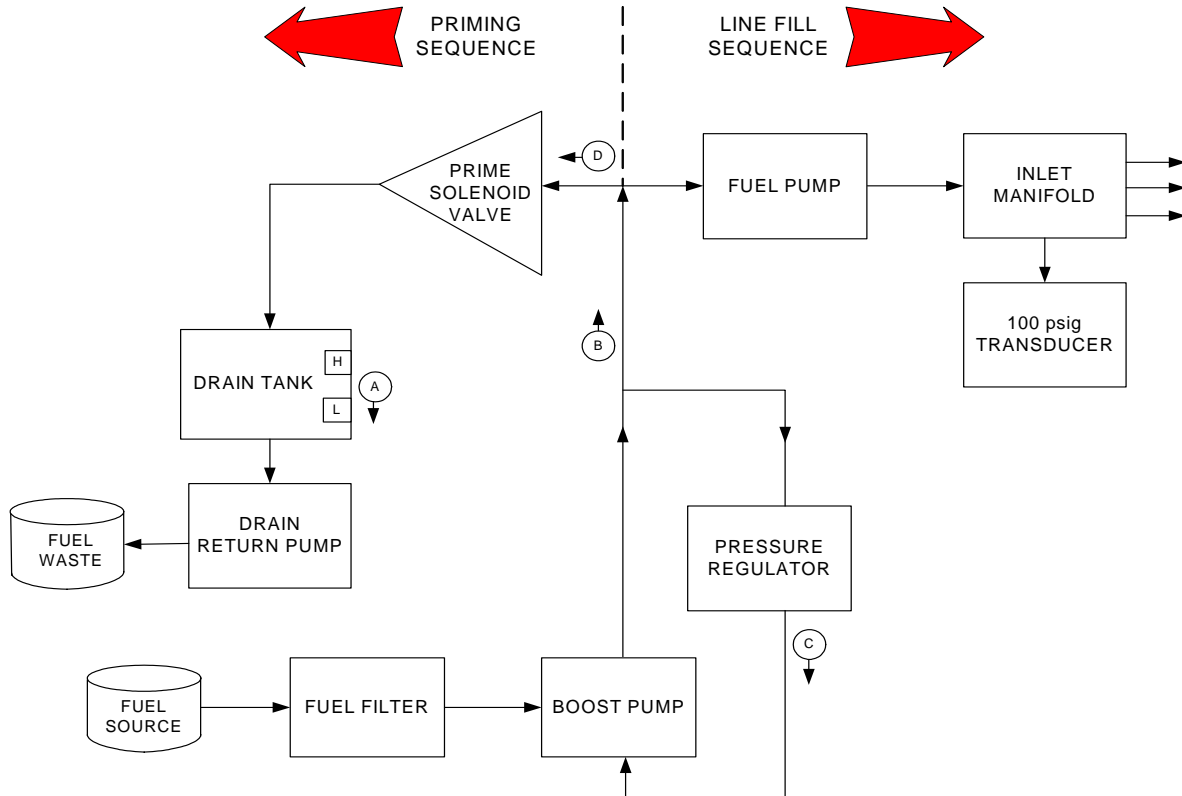 PRIMING
SEQUENCE
LINE FILL
SEQUENCE
D
PRIME
SOLENOID
VALVE
FUEL PUMP
INLET
MANIFOLD
100 psig
TRANSDUCER
B
H
DRAIN TANK
A
L
DRAIN
RETURN PUMP
FUEL
WASTE
PRESSURE
REGULATOR
C
FUEL
SOURCE
FUEL FILTER
BOOST PUMP